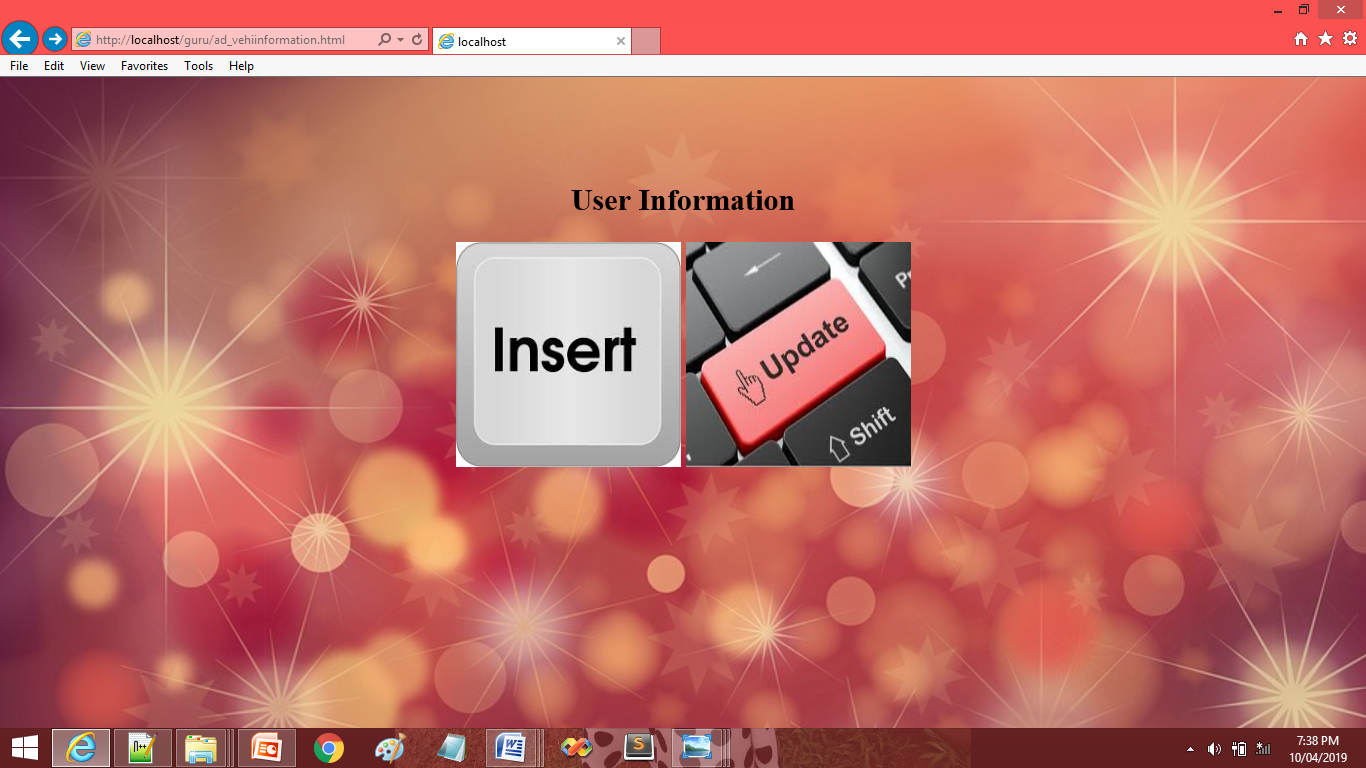 http://localhost/guru/ad_vehiinformation.html
localhost
File Edit View Favorites Tools Help
User Information
Insert
Update
Shift
7:38 PM
10/04/2019